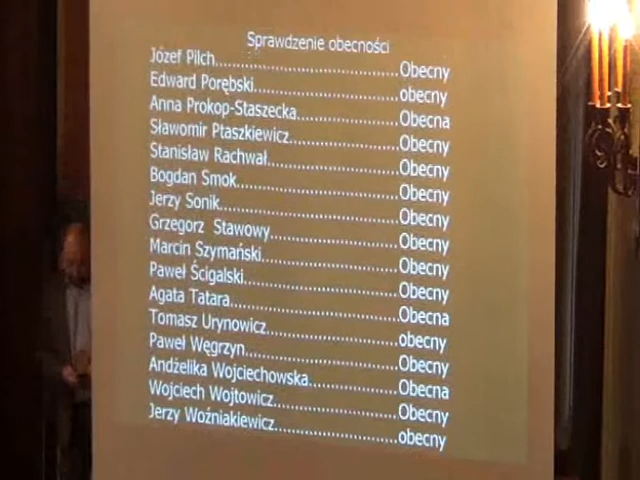 Sprawdzenie obecności
Józef Pilch........................................Obecny
Edward Porębski................................obecny
Anna Prokop-Staszecka.......................Obecna
Sławomir Ptaszkiewicz.........................Obecny
Stanisław Rachwał..............................Obecny
Bogdan Smok.....................................Obecny
Jerzy Sonik........................................Obecny
Grzegorz Stawowy..............................Obecny
Marcin Szymański...............................Obecny
Paweł Ścigalski...................................Obecny
Agata Tatara......................................Obecna
Tomasz Urynowicz..............................obecny
Paweł Węgrzyn...................................Obecny
Andżelika Wojciechowska.....................Obecna
Wojciech Wojtowicz............................Obecny
Jerzy Woźniakiewicz............................obecny